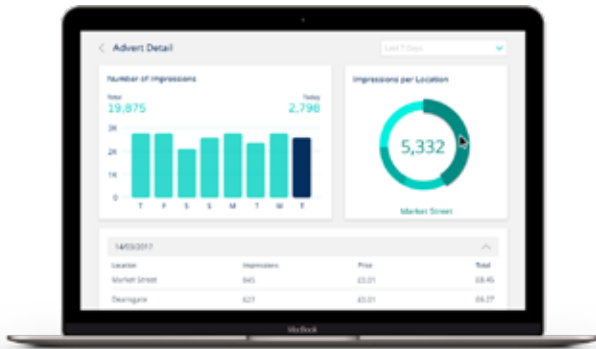 Advert Detail
Last 7 Days
Number of Impressions
Impressions per Location
Total
Today
19,875
2,798
3K
2K
1K
0
T F S S M T W T
5,332
Market Street
14/03/2017
Location Impressions Price Total
Market Street 845 £0.01 £8.45
Deansgate 627 £0.01 £6.27
MacBook